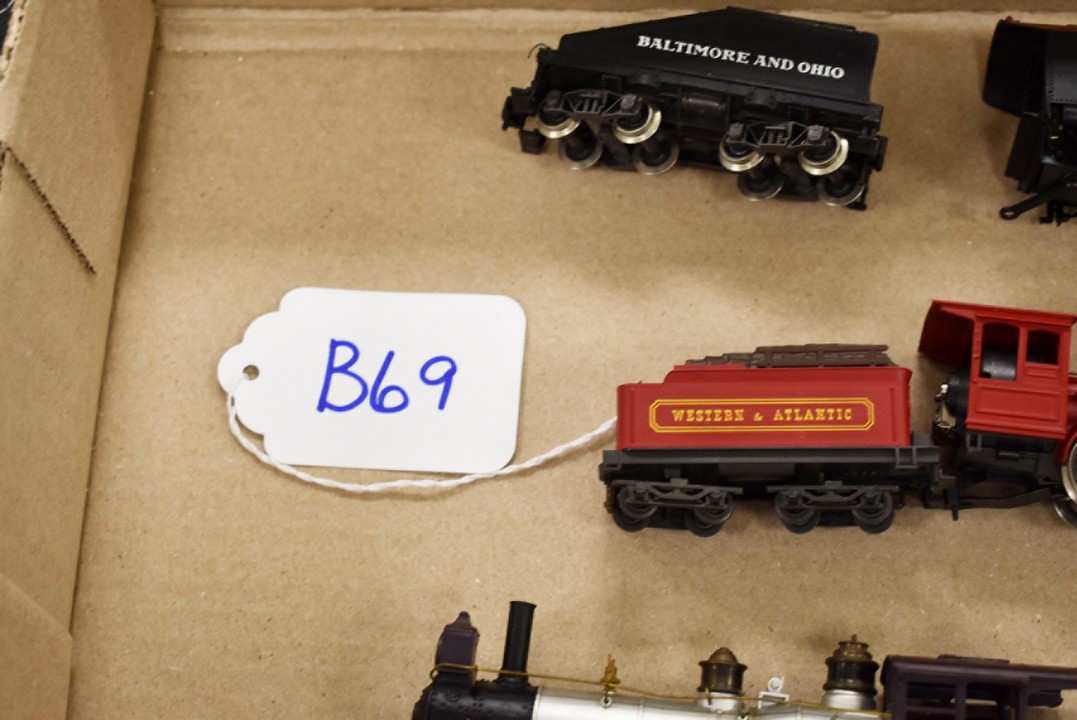 BALTIMORE AND OHIO
B69
WESTERN & ATLANTIC